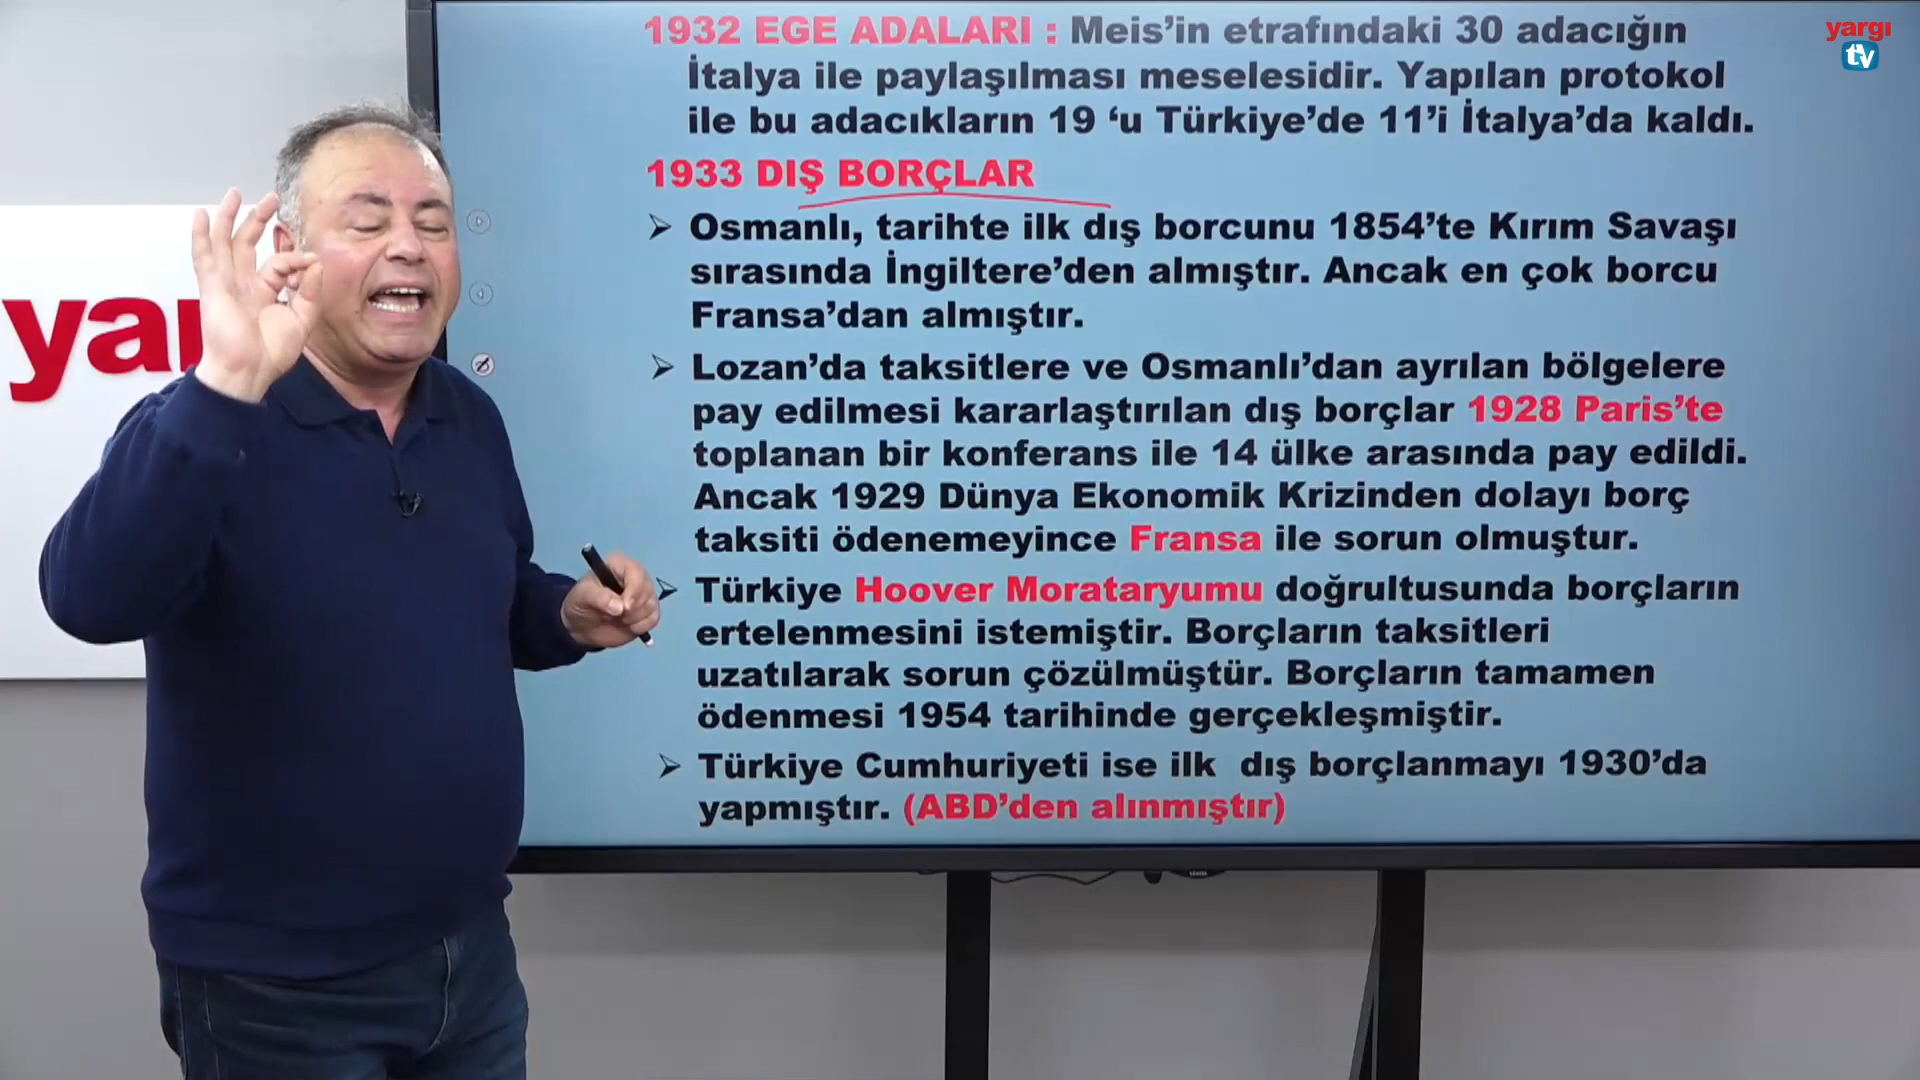 1932 EGE ADALARI : Meis’in etrafındaki 30 adacığın
İtalya ile paylaşılması meselesidir. Yapılan protokol
ile bu adacıkların 19 ‘u Türkiye’de 11’i İtalya’da kaldı.
1933 DIŞ BORÇLAR
Osmanlı, tarihte ilk dış borcunu 1854’te Kırım Savaşı
sırasında İngiltere’den almıştır. Ancak en çok borcu
Fransa’dan almıştır.
Lozan’da taksitlere ve Osmanlı’dan ayrılan bölgelere
pay edilmesi kararlaştırılan dış borçlar 1928 Paris’te
toplanan bir konferans ile 14 ülke arasında pay edildi.
Ancak 1929 Dünya Ekonomik Krizinden dolayı borç
taksiti ödenemeyince Fransa ile sorun olmuştur.
Türkiye Hoover Morataryumu doğrultusunda borçların
ertelenmesini istemiştir. Borçların taksitleri
uzatılarak sorun çözülmüştür. Borçların tamamen
ödenmesi 1954 tarihinde gerçekleşmiştir.
Türkiye Cumhuriyeti ise ilk dış borçlanmayı 1930’da
yapmıştır. (ABD’den alınmıştır)
yargı
tv